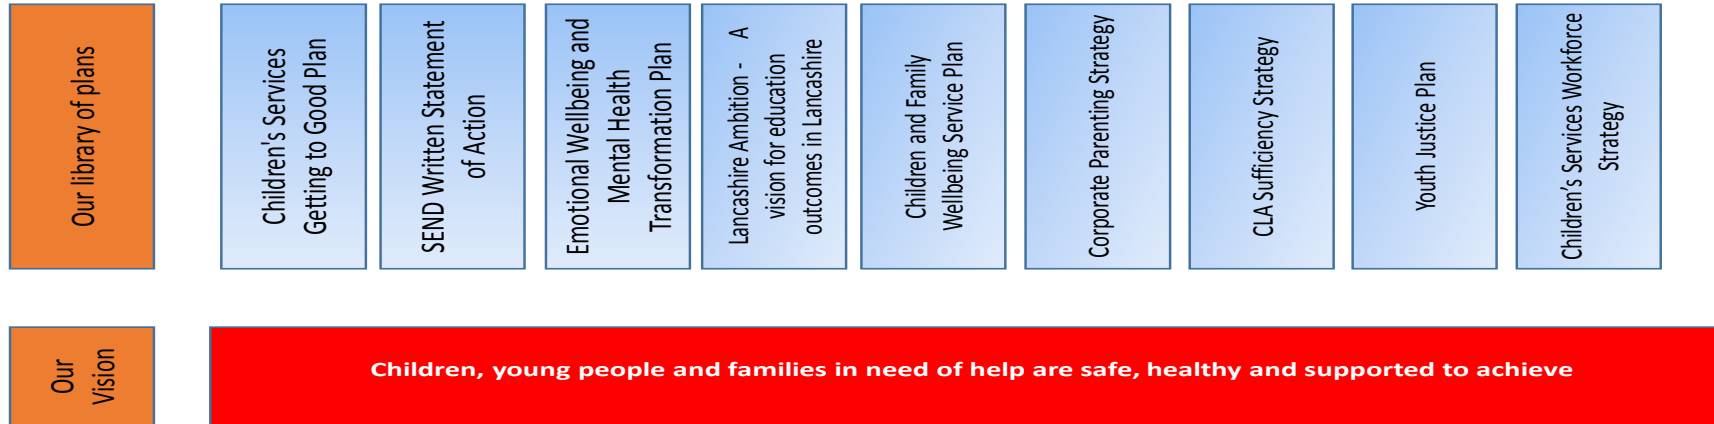 Our library of plans
Children's Services
Getting to Good Plan
SEND Written Statement
of Action
Emotional Wellbeing and
Mental Health
Transformation Plan
Lancashire Ambition -   A
vision for education
outcomes in Lancashire
Children and Family
Wellbeing Service Plan
Corporate Parenting Strategy
CLA Sufficiency Strategy
Youth Justice Plan
Children's Services Workforce
Strategy
Our
Vision
Children, young people and families in need of help are safe, healthy and supported to achieve